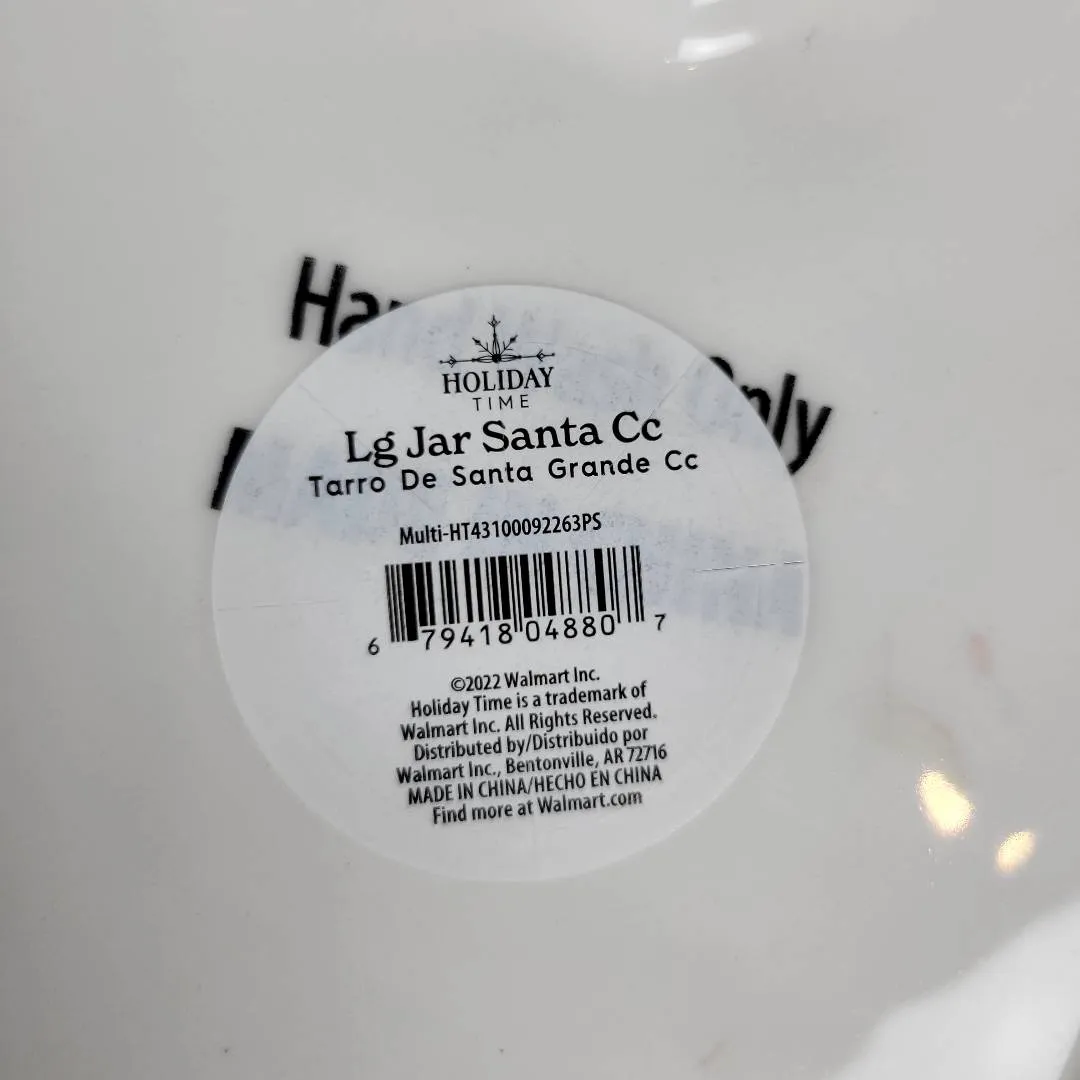 Only
HOLIDAY
TIME
Lg Jar Santa Cc
Tarro De Santa Grande Cc
Multi-HT43100092263PS
6 79418 04880 7
©2022 Walmart Inc.
Holiday Time is a trademark of
Walmart Inc. All Rights Reserved.
Distributed by/Distribuido por
Walmart Inc., Bentonville, AR 72716
MADE IN CHINA/HECHO EN CHINA
Find more at Walmart.com